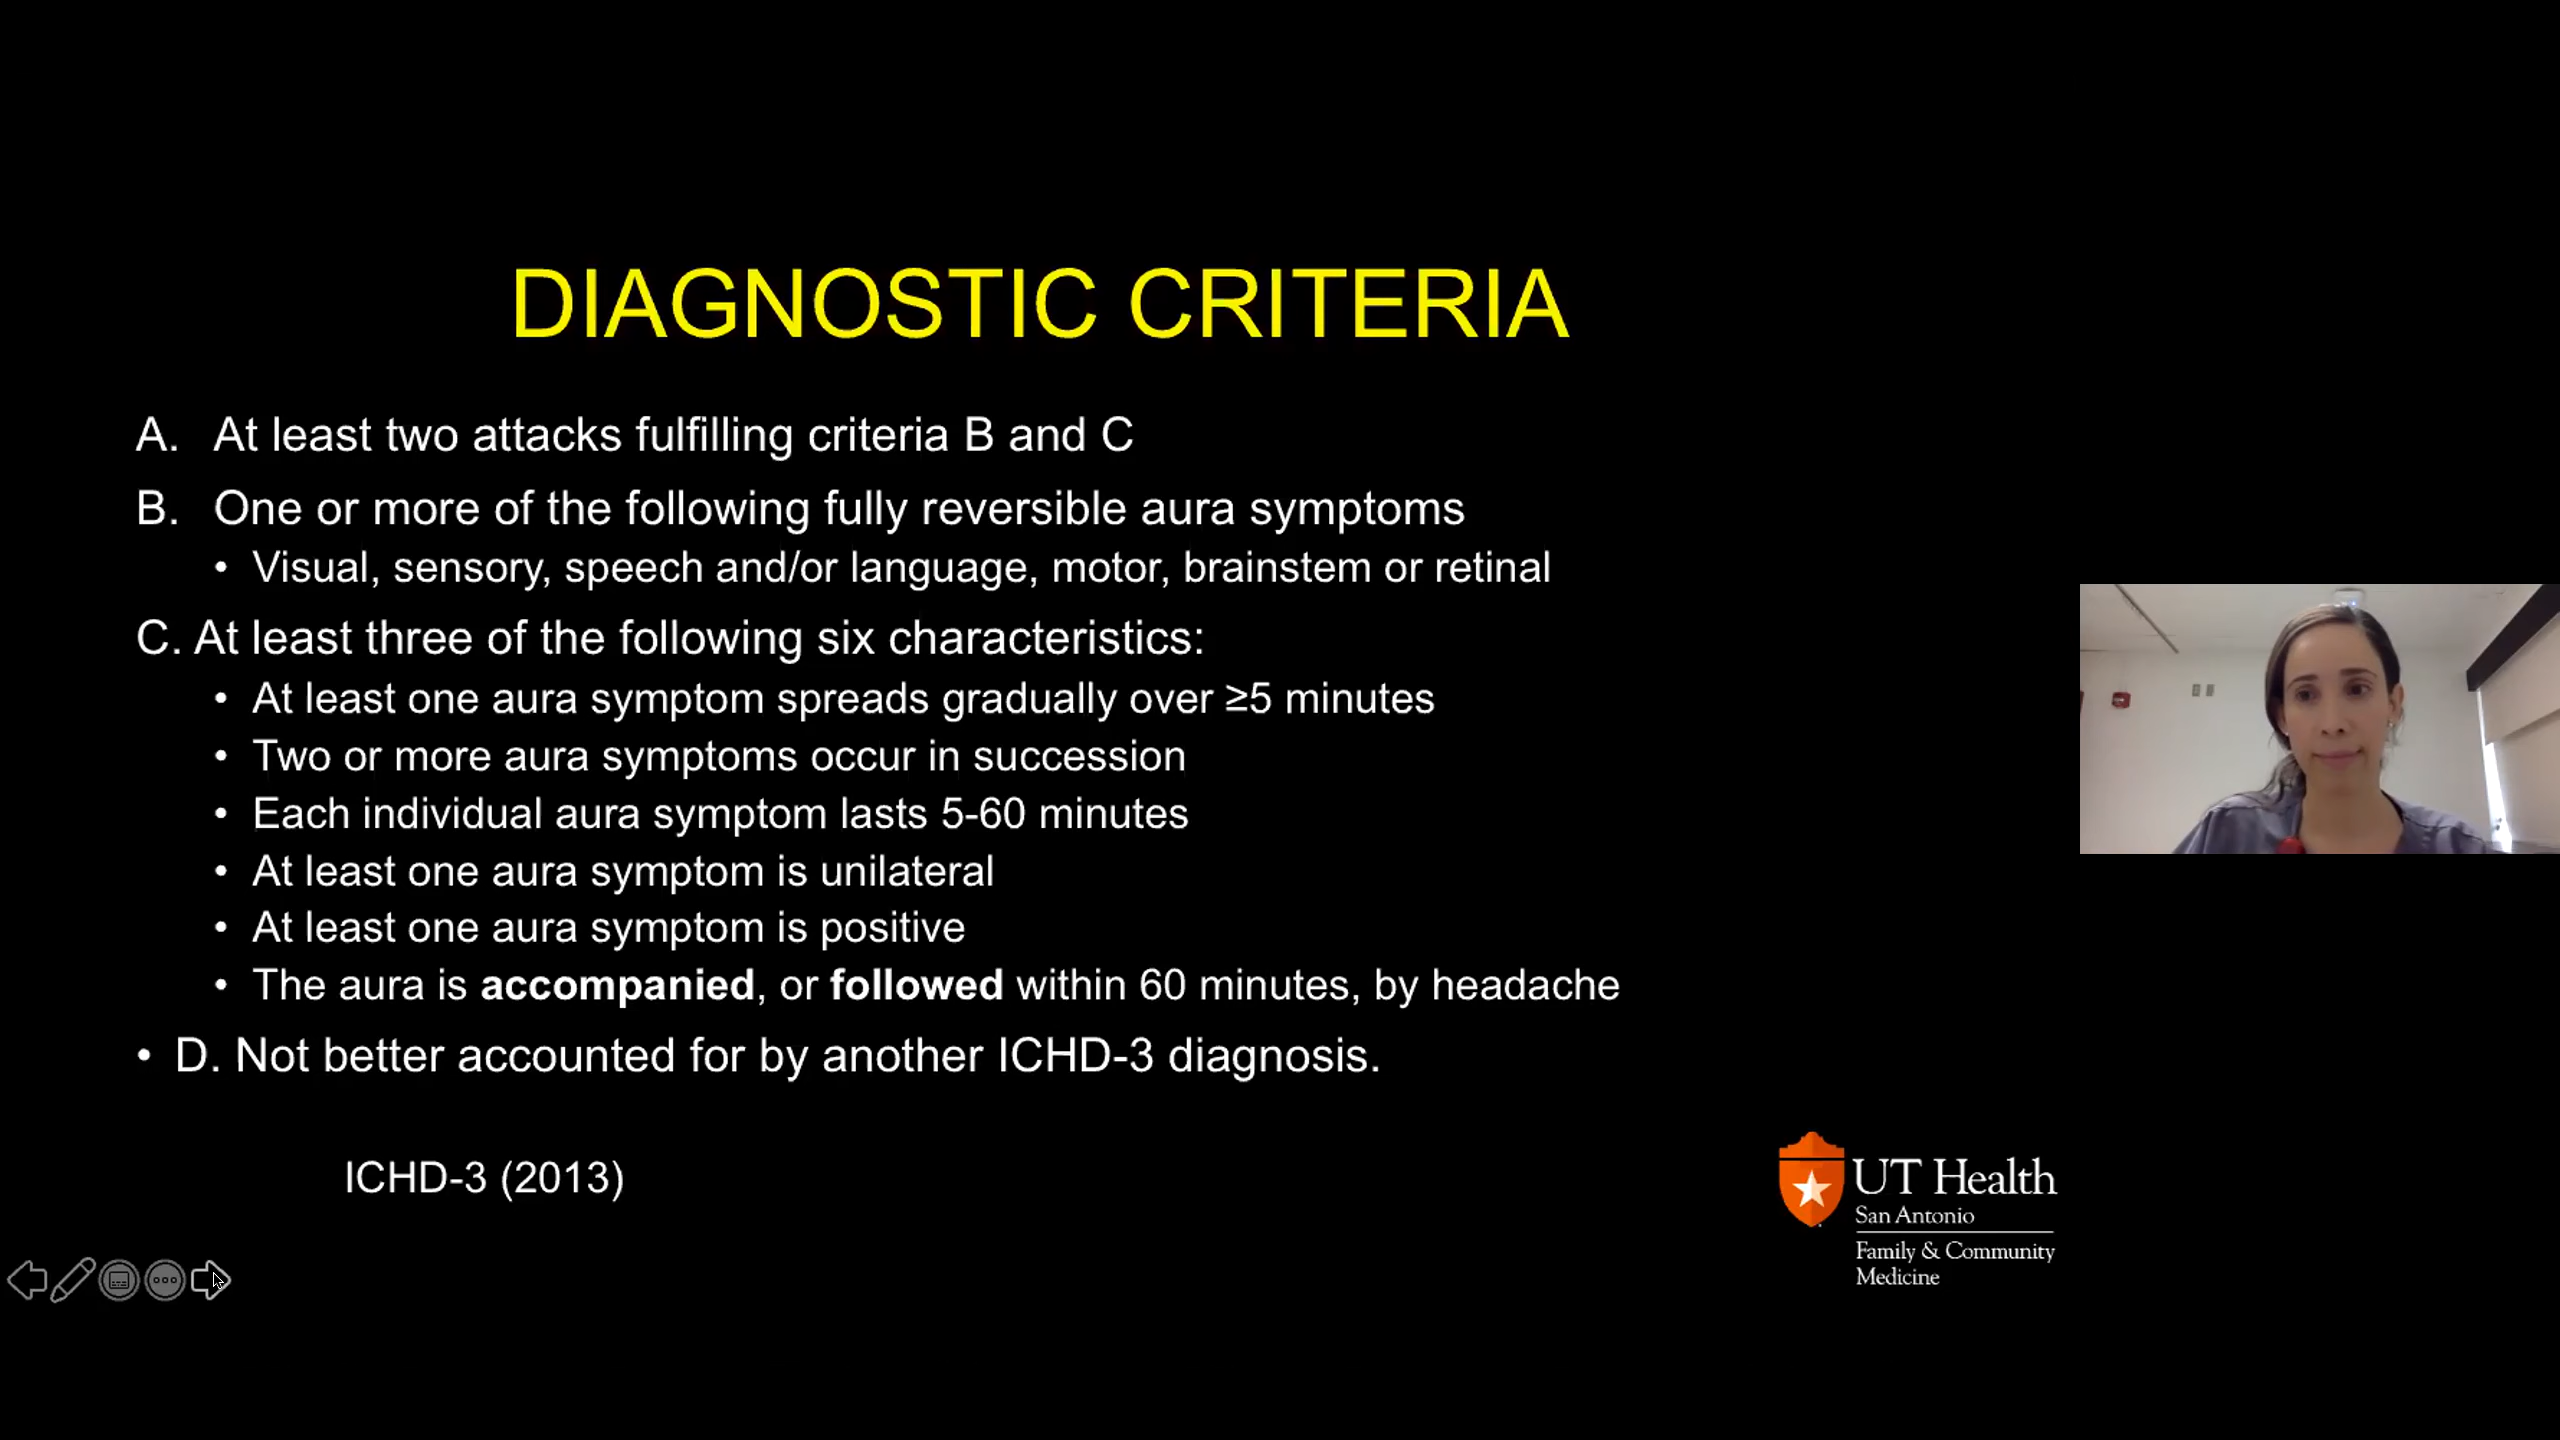 DIAGNOSTIC CRITERIA
A. At least two attacks fulfilling criteria B and C
B. One or more of the following fully reversible aura symptoms
• Visual, sensory, speech and/or language, motor, brainstem or retinal
C. At least three of the following six characteristics:
• At least one aura symptom spreads gradually over ≥5 minutes
• Two or more aura symptoms occur in succession
• Each individual aura symptom lasts 5-60 minutes
• At least one aura symptom is unilateral
• At least one aura symptom is positive
• The aura is accompanied, or followed within 60 minutes, by headache
• D. Not better accounted for by another ICHD-3 diagnosis.
ICHD-3 (2013)
UT Health
San Antonio
Family & Community
Medicine